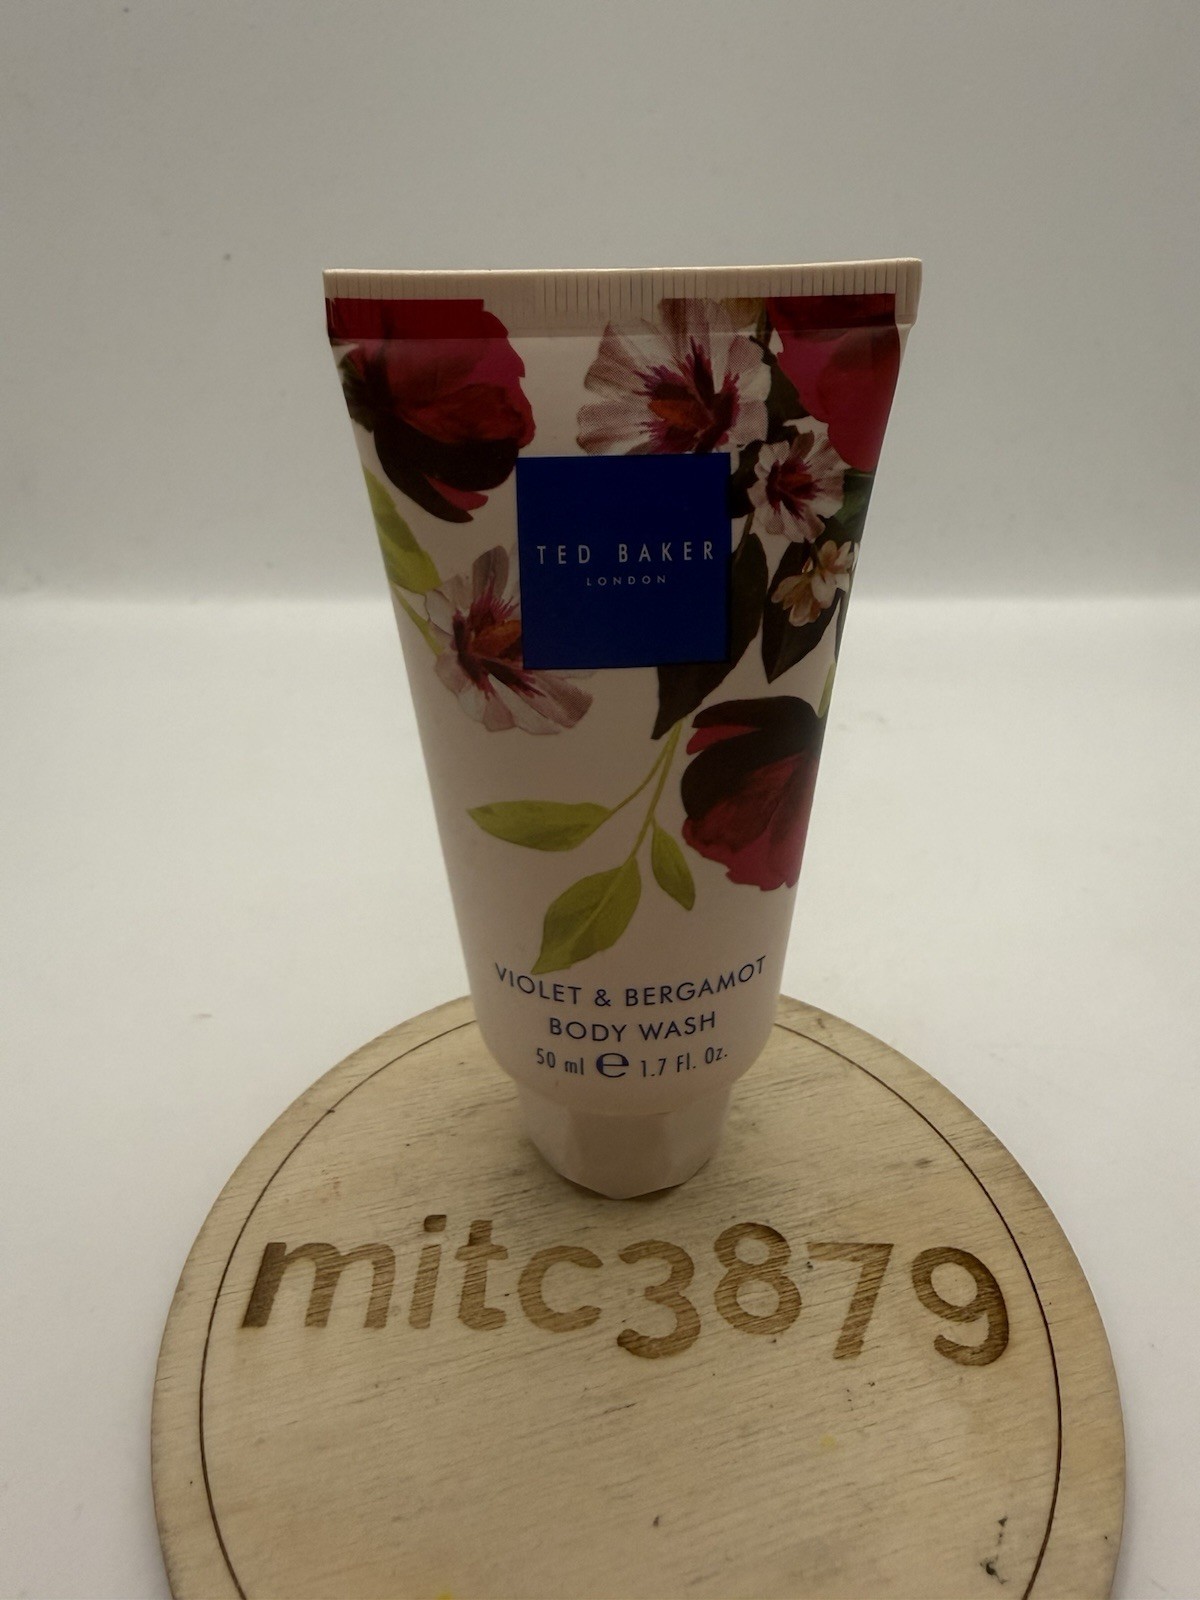 TED BAKER
LONDON
VIOLET & BERGAMOT
BODY WASH
50 ml ℮ 1.7 Fl. Oz.
mitc3879